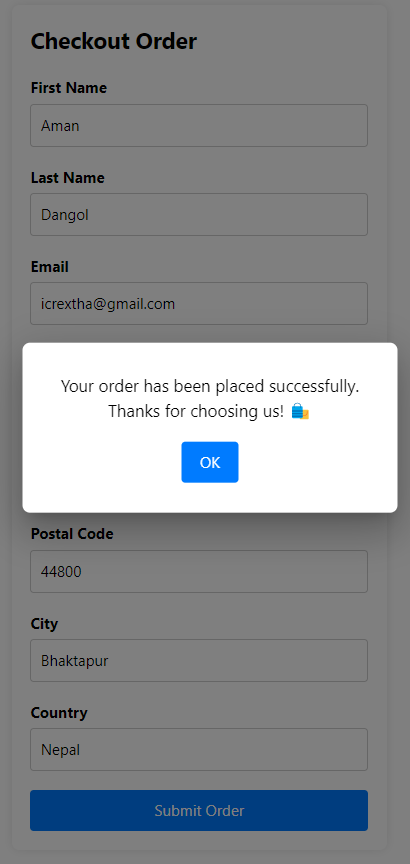 Checkout Order
First Name
Aman
Last Name
Dangol
Email
icrextha@gmail.com
Your order has been placed successfully.
Thanks for choosing us! 🛍️
OK
Postal Code
44800
City
Bhaktapur
Country
Nepal
Submit Order